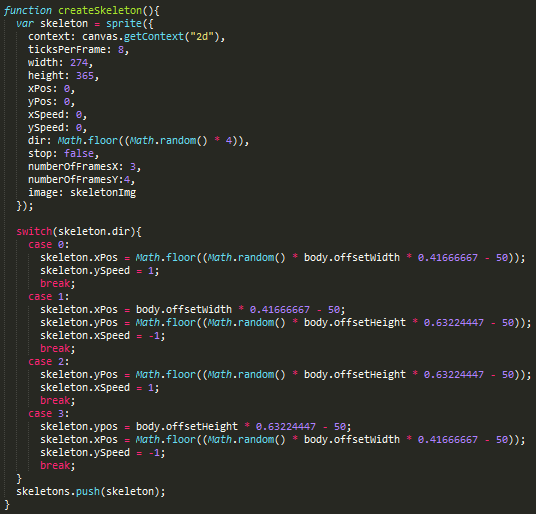 function createSkeleton(){
  var skeleton = sprite({
    context: canvas.getContext("2d"),
    ticksPerFrame: 8,
    width: 274,
    height: 365,
    xPos: 0,
    yPos: 0,
    xSpeed: 0,
    ySpeed: 0,
    dir: Math.floor((Math.random() * 4)),
    stop: false,
    numberOfFramesX: 3,
    numberOfFramesY:4,
    image: skeletonImg
  });

  switch(skeleton.dir){
    case 0:
      skeleton.xPos = Math.floor((Math.random() * body.offsetWidth * 0.41666667 - 50));
      skeleton.ySpeed = 1;
      break;
    case 1:
      skeleton.xPos = body.offsetWidth * 0.41666667 - 50;
      skeleton.yPos = Math.floor((Math.random() * body.offsetHeight * 0.63224447 - 50));
      skeleton.xSpeed = -1;
      break;
    case 2:
      skeleton.yPos = Math.floor((Math.random() * body.offsetHeight * 0.63224447 - 50));
      skeleton.xSpeed = 1;
      break;
    case 3:
      skeleton.ypos = body.offsetHeight * 0.63224447 - 50;
      skeleton.xPos = Math.floor((Math.random() * body.offsetWidth * 0.41666667 - 50));
      skeleton.ySpeed = -1;
      break;
  }
  skeletons.push(skeleton);
}